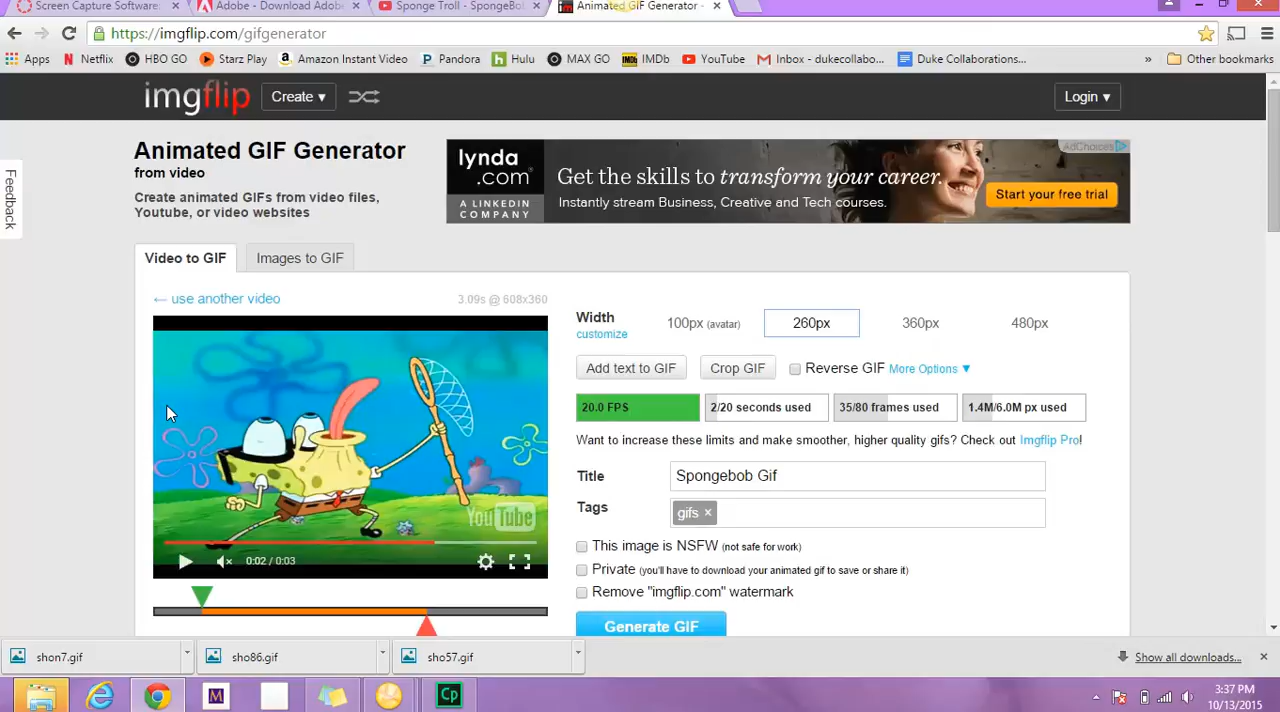 Screen Capture Software
Adobe - Download Adobe
Sponge Troll - SpongeBo
Animated GIF Generator -
https://imgflip.com/gifgenerator
Apps Netflix HBO GO Starz Play Amazon Instant Video Pandora Hulu MAX GO IMDb YouTube Inbox - dukecollabo... Duke Collaborations... » Other bookmarks
imgflip Create ▾ Login ▾
Feedback
Animated GIF Generator
from video
Create animated GIFs from video files,
Youtube, or video websites
lynda
.com
A LINKEDIN
COMPANY
Get the skills to transform your career.
Instantly stream Business, Creative and Tech courses.
AdChoices
Start your free trial
Video to GIF Images to GIF
← use another video 3.09s @ 608x360
YouTube
0:02 / 0:03
Width
customize
100px (avatar) 260px 360px 480px
Add text to GIF Crop GIF Reverse GIF More Options ▼
20.0 FPS 2/20 seconds used 35/80 frames used 1.4M/6.0M px used
Want to increase these limits and make smoother, higher quality gifs? Check out Imgflip Pro!
Title Spongebob Gif
Tags gifs ×
This image is NSFW (not safe for work)
Private (you'll have to download your animated gif to save or share it)
Remove "imgflip.com" watermark
Generate GIF
shon7.gif sho86.gif sho57.gif Show all downloads...
Cp
3:37 PM
10/13/2015